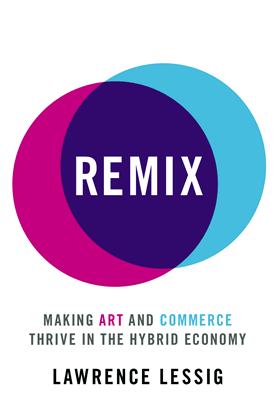 REMIX
MAKING ART AND COMMERCE
THRIVE IN THE HYBRID ECONOMY
LAWRENCE LESSIG